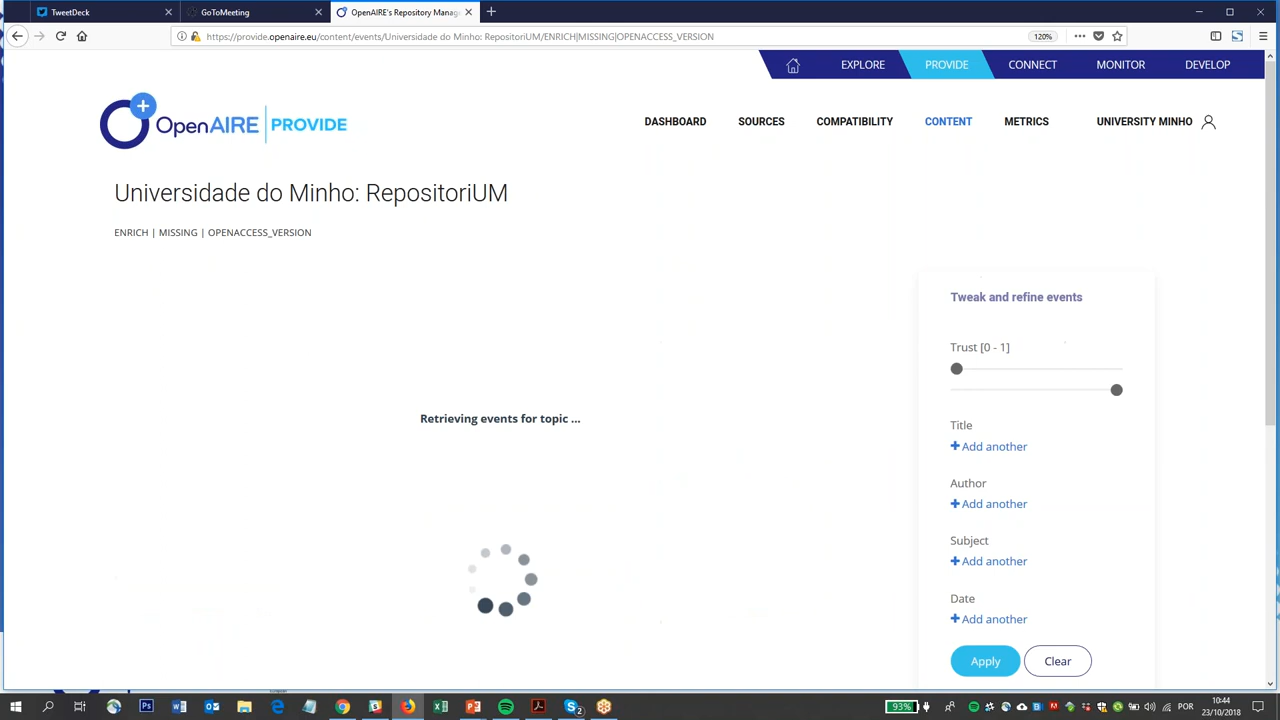 TweetDeck
GoToMeeting
OpenAIRE's Repository Manag
https://provide.openaire.eu/content/events/Universidade do Minho: RepositoriUM/ENRICH|MISSING|OPENACCESS_VERSION
120%
EXPLORE
PROVIDE
CONNECT
MONITOR
DEVELOP
OpenAIRE PROVIDE
DASHBOARD
SOURCES
COMPATIBILITY
CONTENT
METRICS
UNIVERSITY MINHO
Universidade do Minho: RepositoriUM
ENRICH | MISSING | OPENACCESS_VERSION
Tweak and refine events
Trust [0 - 1]
Retrieving events for topic ...
Title
+ Add another
Author
+ Add another
Subject
+ Add another
Date
+ Add another
Apply
Clear
93%
POR
10:44
23/10/2018